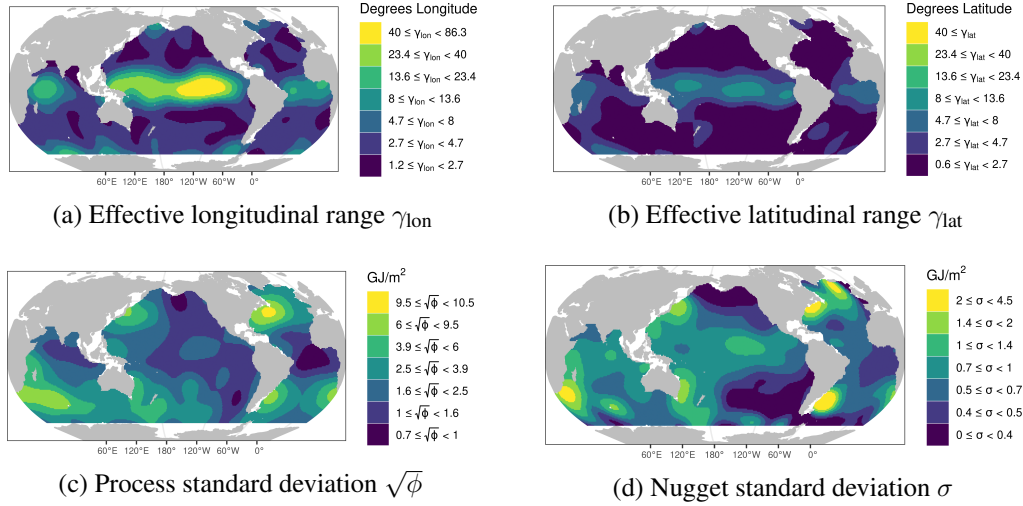 Degrees Longitude
40 ≤ γlon < 86.3
23.4 ≤ γlon < 40
13.6 ≤ γlon < 23.4
8 ≤ γlon < 13.6
4.7 ≤ γlon < 8
2.7 ≤ γlon < 4.7
1.2 ≤ γlon < 2.7
60°E 120°E 180° 120°W 60°W 0°
(a) Effective longitudinal range γlon
Degrees Latitude
40 ≤ γlat
23.4 ≤ γlat < 40
13.6 ≤ γlat < 23.4
8 ≤ γlat < 13.6
4.7 ≤ γlat < 8
2.7 ≤ γlat < 4.7
0.6 ≤ γlat < 2.7
60°E 120°E 180° 120°W 60°W 0°
(b) Effective latitudinal range γlat
GJ/m²
9.5 ≤ √ϕ < 10.5
6 ≤ √ϕ < 9.5
3.9 ≤ √ϕ < 6
2.5 ≤ √ϕ < 3.9
1.6 ≤ √ϕ < 2.5
1 ≤ √ϕ < 1.6
0.7 ≤ √ϕ < 1
60°E 120°E 180° 120°W 60°W 0°
(c) Process standard deviation √ϕ
GJ/m²
2 ≤ σ < 4.5
1.4 ≤ σ < 2
1 ≤ σ < 1.4
0.7 ≤ σ < 1
0.5 ≤ σ < 0.7
0.4 ≤ σ < 0.5
0 ≤ σ < 0.4
60°E 120°E 180° 120°W 60°W 0°
(d) Nugget standard deviation σ